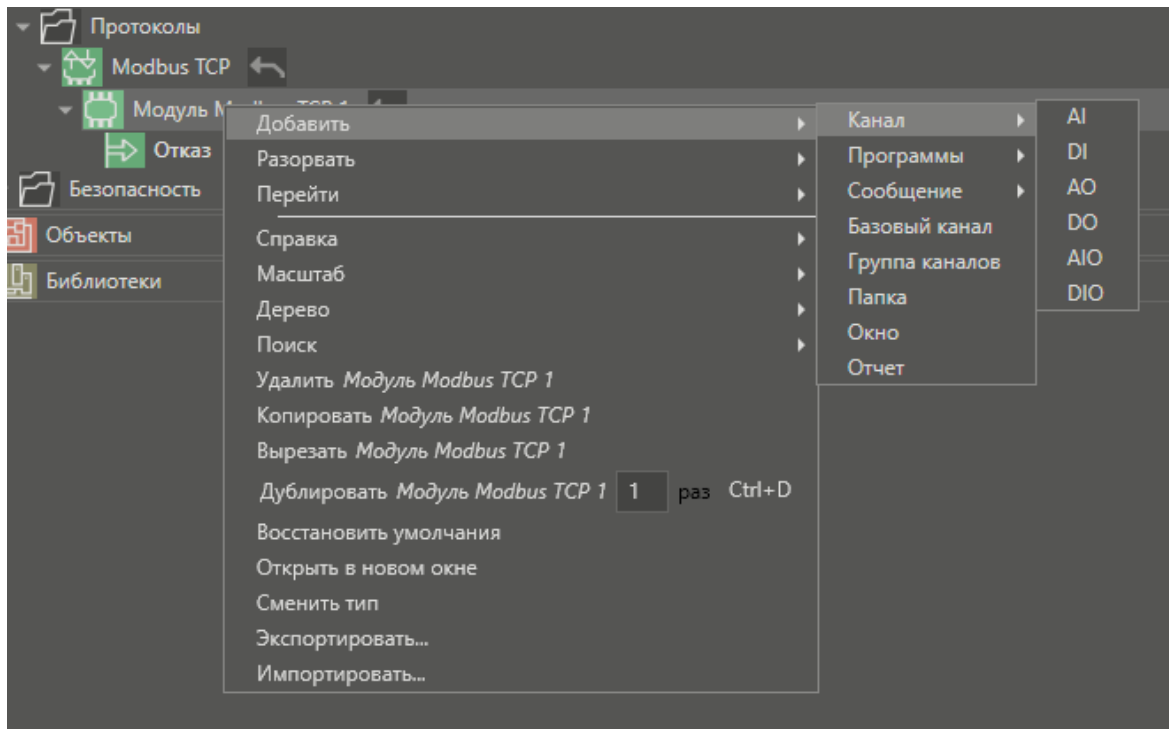 Протоколы
Modbus TCP
Модуль
Отказ
Безопасность
Объекты
Библиотеки
Добавить
Разорвать
Перейти
Справка
Масштаб
Дерево
Поиск
Удалить Модуль Modbus TCP 1
Копировать Модуль Modbus TCP 1
Вырезать Модуль Modbus TCP 1
Дублировать Модуль Modbus TCP 1 1 раз Ctrl+D
Восстановить умолчания
Открыть в новом окне
Сменить тип
Экспортировать...
Импортировать...
Канал
Программы
Сообщение
Базовый канал
Группа каналов
Папка
Окно
Отчет
AI
DI
AO
DO
AIO
DIO